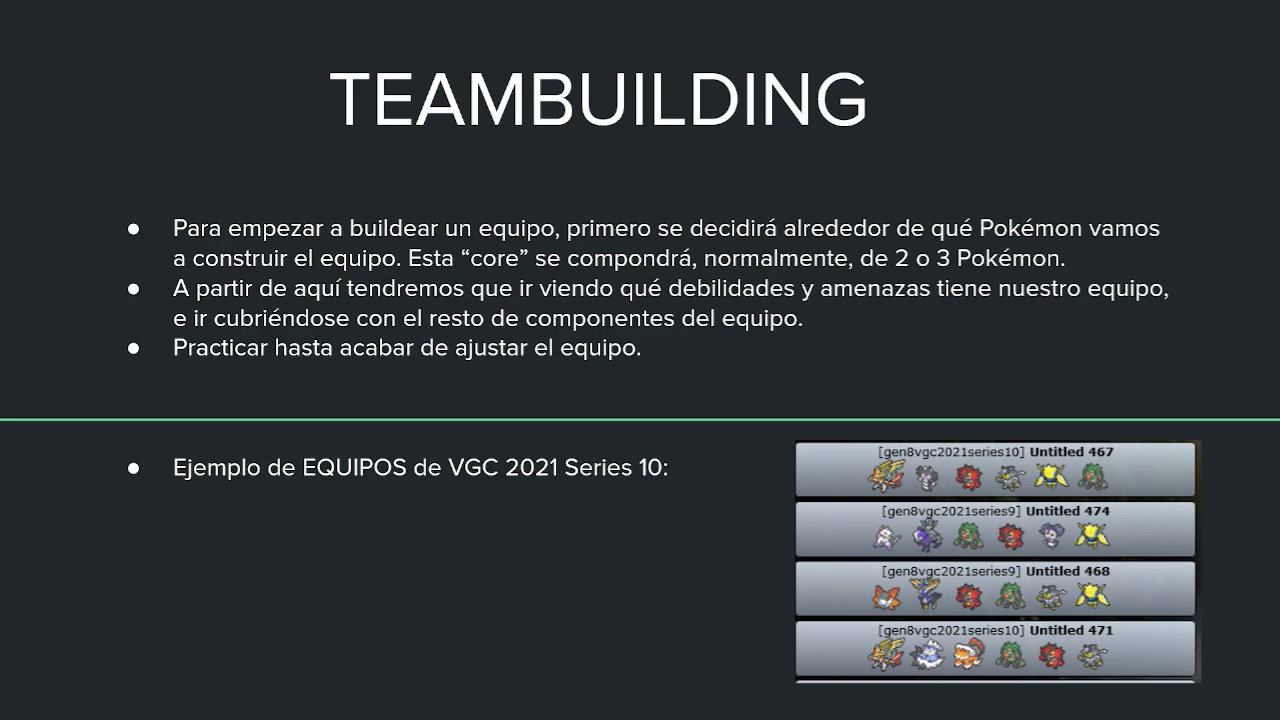 TEAMBUILDING
● Para empezar a buildear un equipo, primero se decidirá alrededor de qué Pokémon vamos
a construir el equipo. Esta “core” se compondrá, normalmente, de 2 o 3 Pokémon.
● A partir de aquí tendremos que ir viendo qué debilidades y amenazas tiene nuestro equipo,
e ir cubriéndose con el resto de componentes del equipo.
● Practicar hasta acabar de ajustar el equipo.
● Ejemplo de EQUIPOS de VGC 2021 Series 10:
[gen8vgc2021series10] Untitled 467
[gen8vgc2021series9] Untitled 474
[gen8vgc2021series9] Untitled 468
[gen8vgc2021series10] Untitled 471